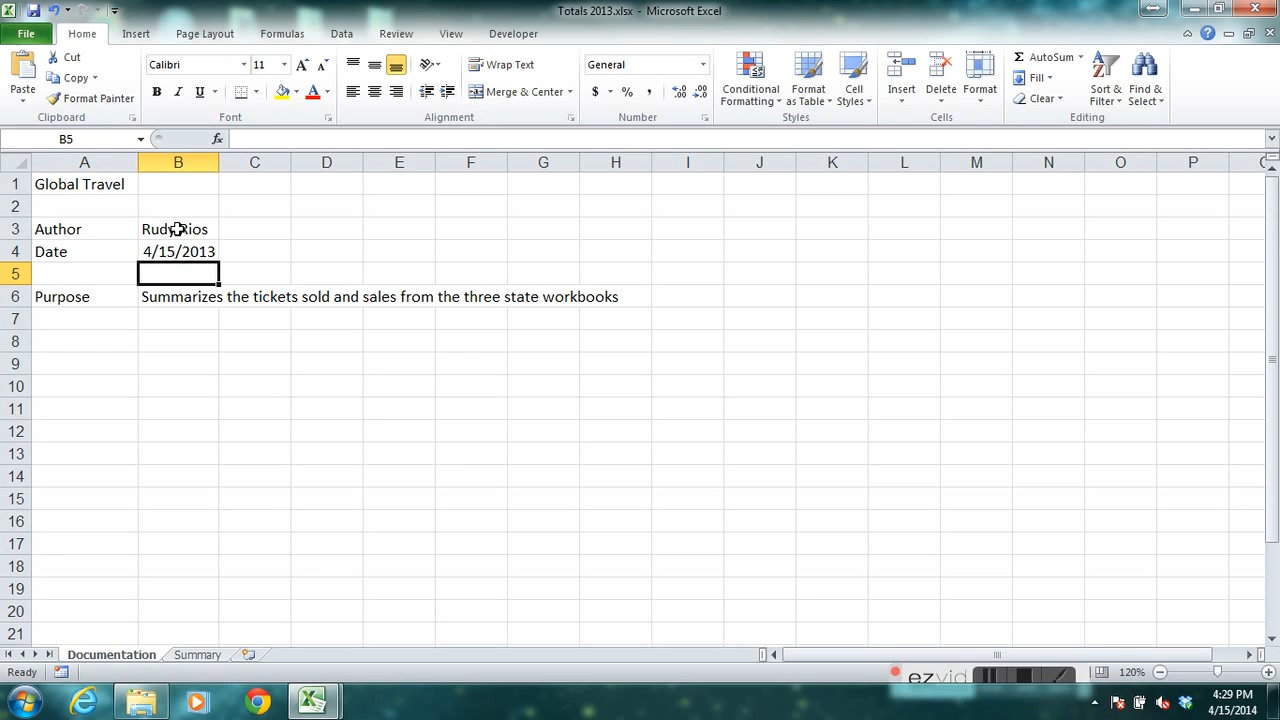 Totals 2013.xlsx - Microsoft Excel
File Home Insert Page Layout Formulas Data Review View Developer
Paste
Cut
Copy
Format Painter
Clipboard
Calibri 11
B I U
Font
Wrap Text
Merge & Center
Alignment
General
$ % ,
Number
Conditional Formatting
Format as Table
Cell Styles
Styles
Insert Delete Format
Cells
AutoSum
Fill
Clear
Sort & Filter
Find & Select
Editing
B5 fx
A B C D E F G H I J K L M N O P
1 Global Travel
2
3 Author Rudy Rios
4 Date 4/15/2013
5
6 Purpose Summarizes the tickets sold and sales from the three state workbooks
7
8
9
10
11
12
13
14
15
16
17
18
19
20
21
Documentation Summary
Ready
ezvid
120%
4:29 PM
4/15/2014